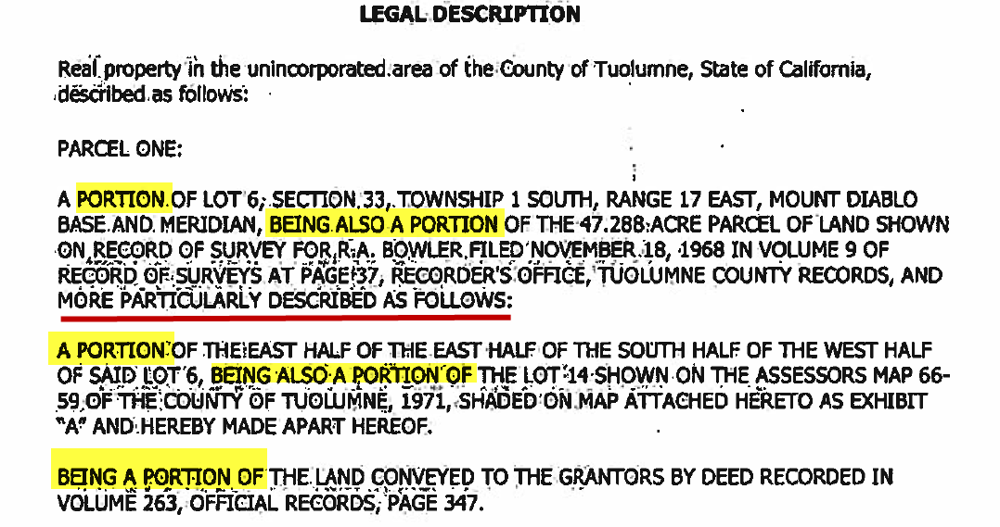 LEGAL DESCRIPTION
Real property in the unincorporated area of the County of Tuolumne, State of California,
described as follows:
PARCEL ONE:
A PORTION OF LOT 6, SECTION 33, TOWNSHIP 1 SOUTH, RANGE 17 EAST, MOUNT DIABLO
BASE AND MERIDIAN, BEING ALSO A PORTION OF THE 47.288 ACRE PARCEL OF LAND SHOWN
ON RECORD OF SURVEY FOR R.A. BOWLER FILED NOVEMBER 18, 1968 IN VOLUME 9 OF
RECORD OF SURVEYS AT PAGE 37, RECORDER'S OFFICE, TUOLUMNE COUNTY RECORDS, AND
MORE PARTICULARLY DESCRIBED AS FOLLOWS:
A PORTION OF THE EAST HALF OF THE EAST HALF OF THE SOUTH HALF OF THE WEST HALF
OF SAID LOT 6, BEING ALSO A PORTION OF THE LOT 14 SHOWN ON THE ASSESSORS MAP 66-
59 OF THE COUNTY OF TUOLUMNE, 1971, SHADED ON MAP ATTACHED HERETO AS EXHIBIT
"A" AND HEREBY MADE APART HEREOF.
BEING A PORTION OF THE LAND CONVEYED TO THE GRANTORS BY DEED RECORDED IN
VOLUME 263, OFFICIAL RECORDS, PAGE 347.